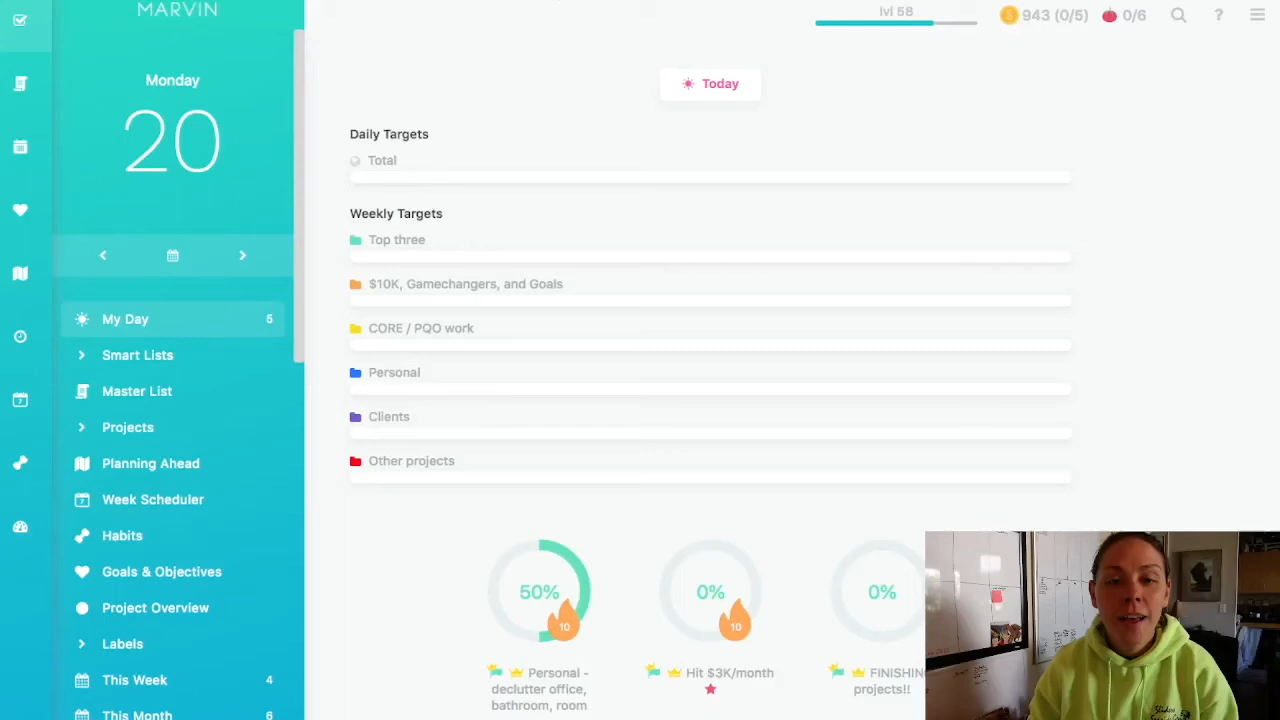 MARVIN
lvl 58
943 (0/5)
0/6
?
Monday
20
Today
Daily Targets
Total
Weekly Targets
Top three
$10K, Gamechangers, and Goals
CORE / PQO work
Personal
Clients
Other projects
My Day 5
Smart Lists
Master List
Projects
Planning Ahead
7 Week Scheduler
Habits
Goals & Objectives
Project Overview
Labels
This Week 4
This Month 6
50%
10
0%
10
0%
Personal -
declutter office,
bathroom, room
Hit $3K/month
FINISHIN
projects!!